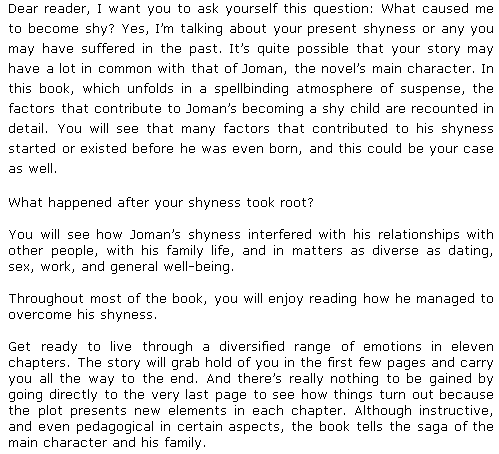 Dear reader, I want you to ask yourself this question: What caused me
to become shy? Yes, I’m talking about your present shyness or any you
may have suffered in the past. It’s quite possible that your story may
have a lot in common with that of Joman, the novel’s main character. In
this book, which unfolds in a spellbinding atmosphere of suspense, the
factors that contribute to Joman’s becoming a shy child are recounted in
detail. You will see that many factors that contributed to his shyness
started or existed before he was even born, and this could be your case
as well.
What happened after your shyness took root?
You will see how Joman’s shyness interfered with his relationships with
other people, with his family life, and in matters as diverse as dating,
sex, work, and general well-being.
Throughout most of the book, you will enjoy reading how he managed to
overcome his shyness.
Get ready to live through a diversified range of emotions in eleven
chapters. The story will grab hold of you in the first few pages and carry
you all the way to the end. And there’s really nothing to be gained by
going directly to the very last page to see how things turn out because
the plot presents new elements in each chapter. Although instructive,
and even pedagogical in certain aspects, the book tells the saga of the
main character and his family.